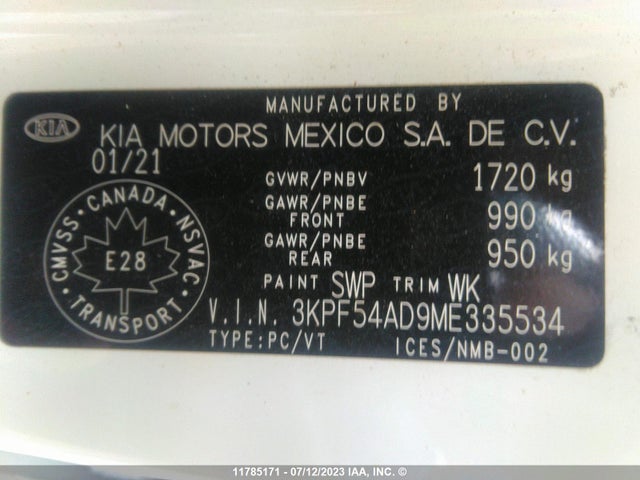 MANUFACTURED BY
KIA
KIA MOTORS MEXICO S.A. DE C.V.
01/21
GVWR/PNBV 1720 kg
GAWR/PNBE FRONT 990 kg
GAWR/PNBE REAR 950 kg
CMVSS · CANADA · NSVAC · TRANSPORT ·
E28
PAINT SWP TRIM WK
V.I.N. 3KPF54AD9ME335534
TYPE:PC/VT ICES/NMB-002
11785171 - 07/12/2023 IAA, INC. ©